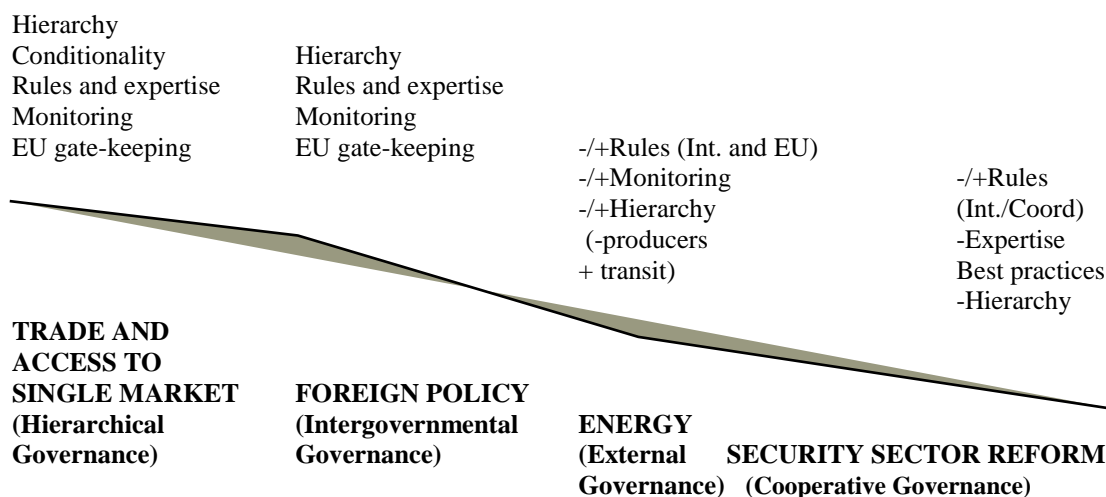 Hierarchy
Conditionality
Rules and expertise
Monitoring
EU gate-keeping
Hierarchy
Rules and expertise
Monitoring
EU gate-keeping
-/+Rules (Int. and EU)
-/+Monitoring
-/+Hierarchy
(-producers
+ transit)
-/+Rules
(Int./Coord)
-Expertise
Best practices
-Hierarchy
TRADE AND
ACCESS TO
SINGLE MARKET
(Hierarchical
Governance)
FOREIGN POLICY
(Intergovernmental
Governance)
ENERGY
(External
Governance)
SECURITY SECTOR REFORM
(Cooperative Governance)